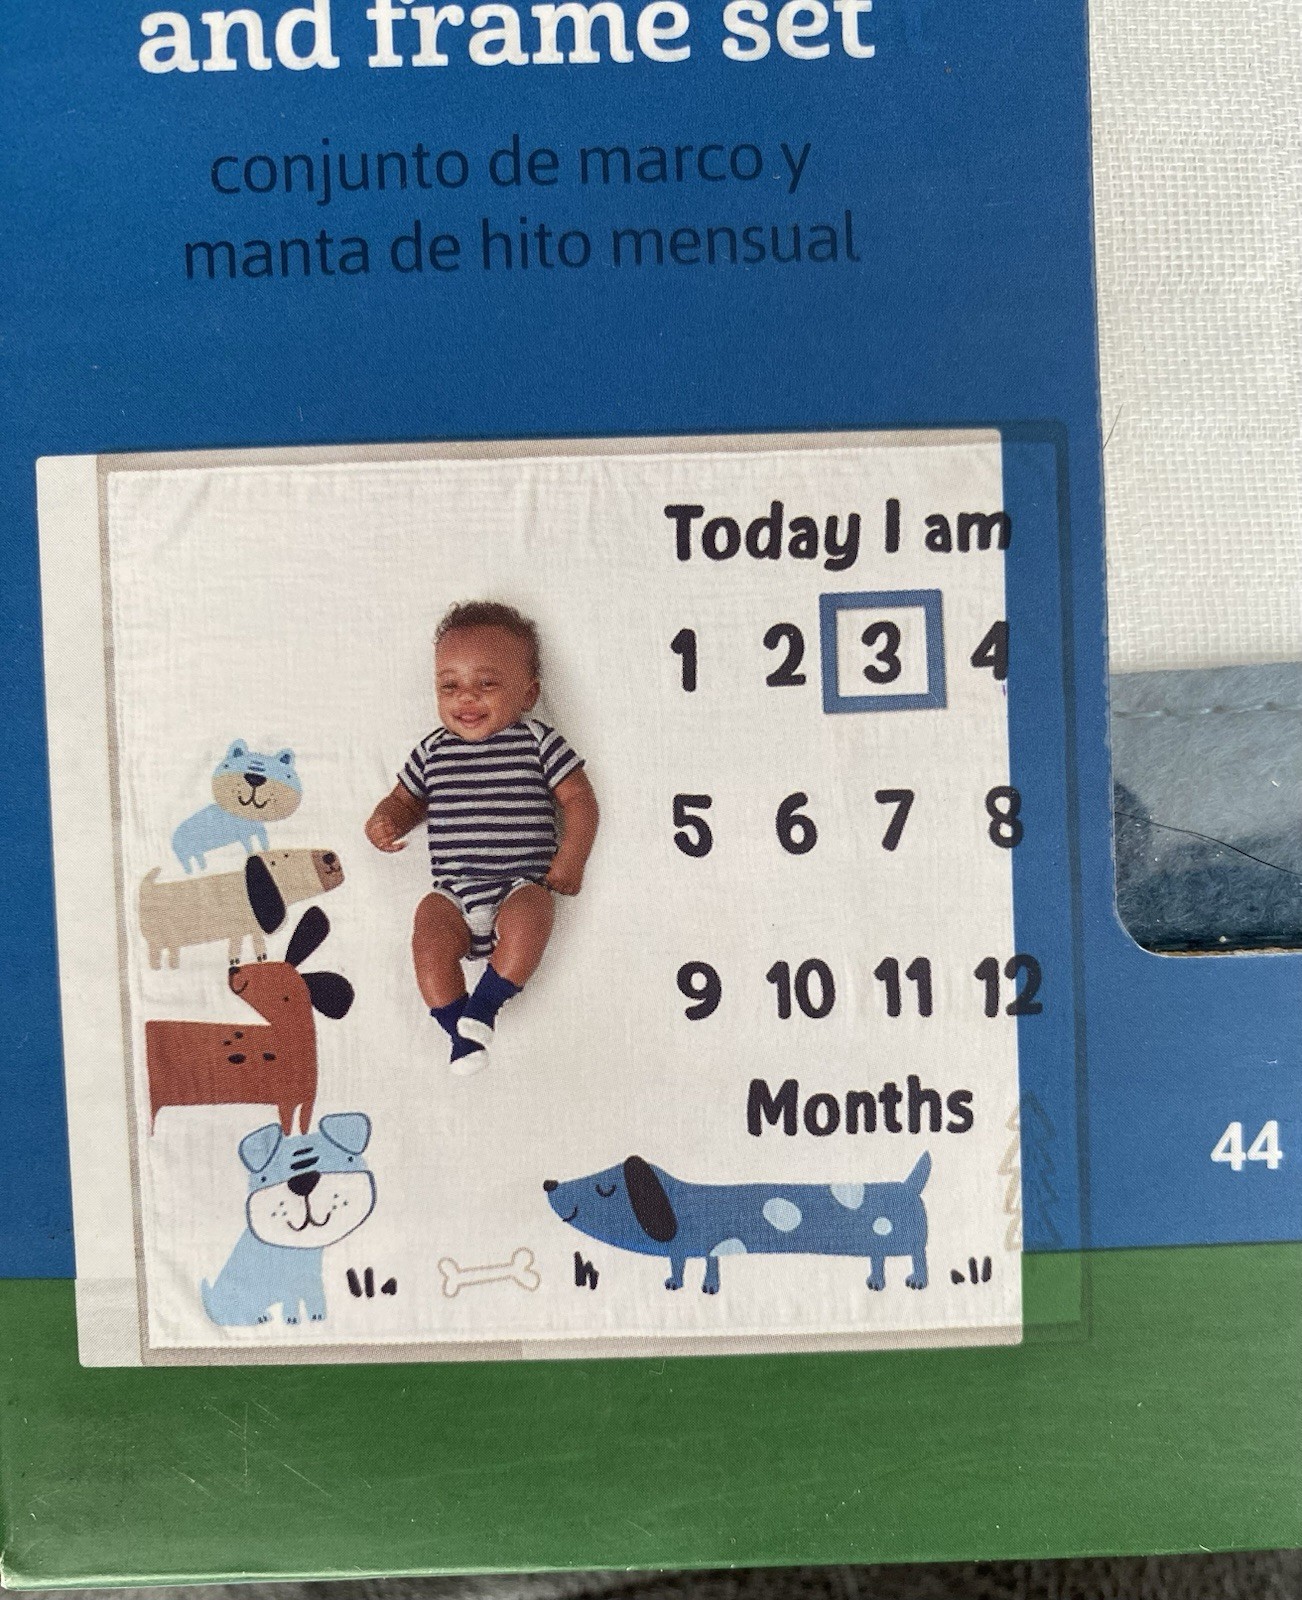 and frame set
conjunto de marco y
manta de hito mensual
Today I am
1 2 3 4
5 6 7 8
9 10 11 12
Months
44